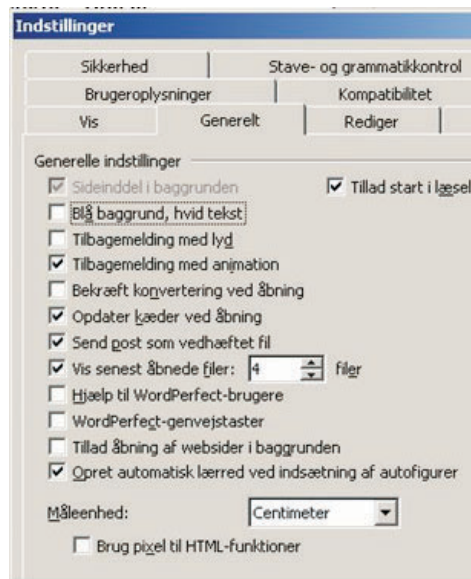 Indstillinger
Sikkerhed Stave- og grammatikkontrol
Brugeroplysninger Kompatibilitet
Vis Generelt Rediger
Generelle indstillinger
Sideinddel i baggrunden Tillad start i læsel
Blå baggrund, hvid tekst
Tilbagemelding med lyd
Tilbagemelding med animation
Bekræft konvertering ved åbning
Opdater kæder ved åbning
Send post som vedhæftet fil
Vis senest åbnede filer: 4 filer
Hjælp til WordPerfect-brugere
WordPerfect-genvejstaster
Tillad åbning af websider i baggrunden
Opret automatisk lærred ved indsætning af autofigurer
Måleenhed: Centimeter
Brug pixel til HTML-funktioner